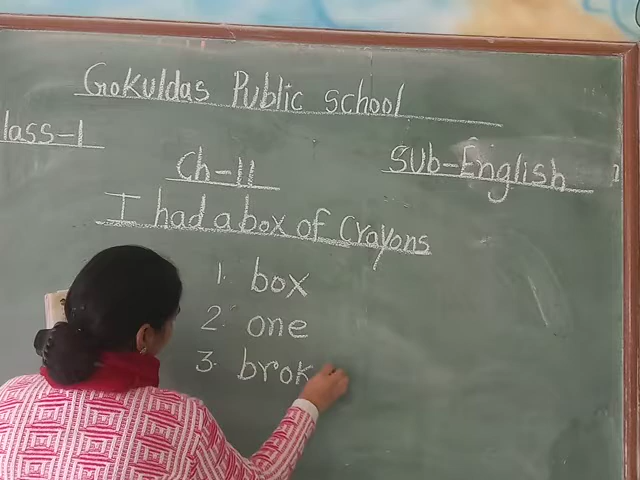 Gokuldas Public School
lass-1
Ch-11
Sub-English
I had a box of Crayons
1. box
2. one
3. brok